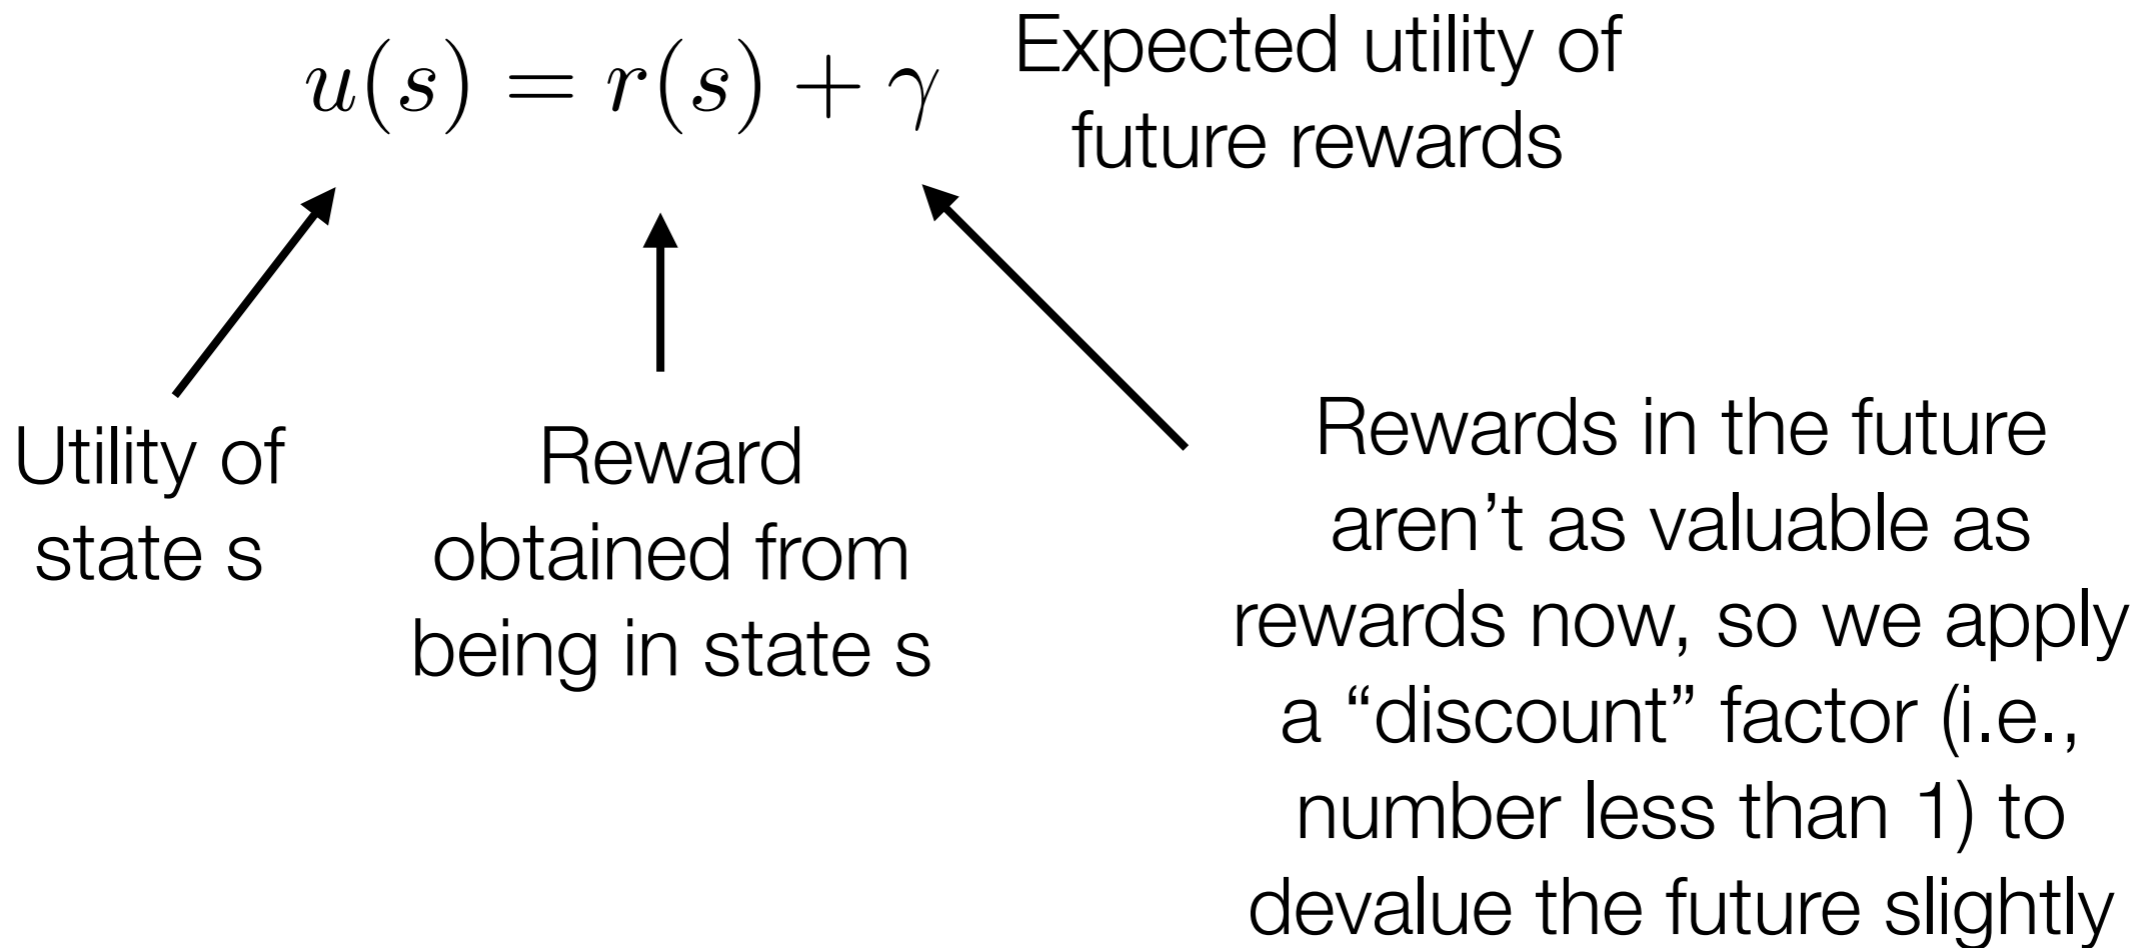 u(s) = r(s) + γ
Expected utility of
future rewards
Utility of
state s
Reward
obtained from
being in state s
Rewards in the future
aren’t as valuable as
rewards now, so we apply
a “discount” factor (i.e.,
number less than 1) to
devalue the future slightly